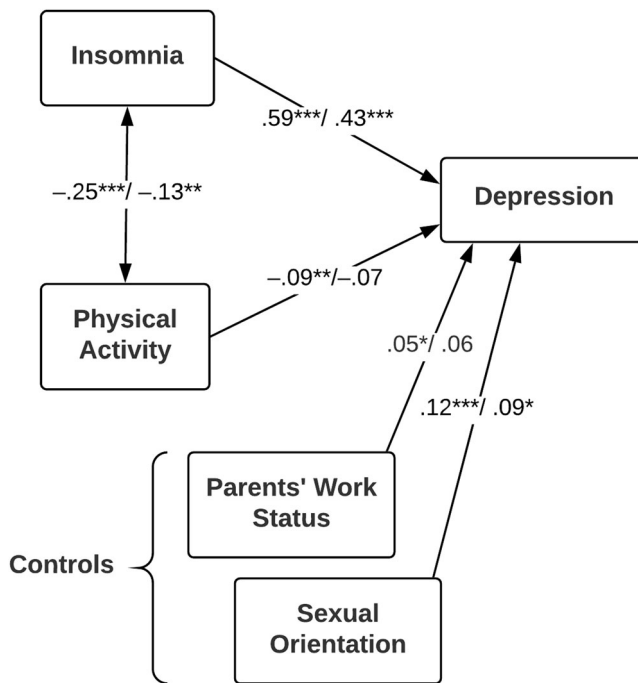 Insomnia
.59***/ .43***
–.25***/ –.13**
Depression
–.09**/–.07
Physical
Activity
.05*/ .06
.12***/ .09*
Parents' Work
Status
Controls
Sexual
Orientation